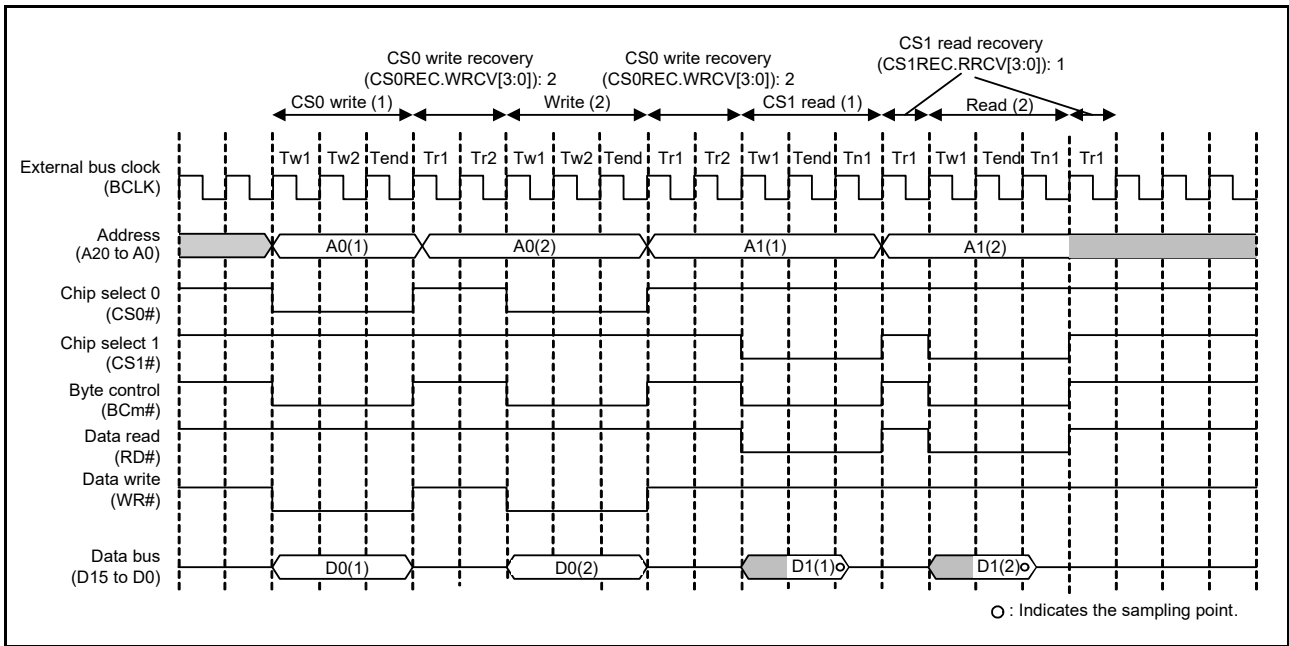 CS1 read recovery
(CS1REC.RRCV[3:0]): 1
CS0 write recovery
(CS0REC.WRCV[3:0]): 2
CS0 write recovery
(CS0REC.WRCV[3:0]): 2
CS0 write (1) Write (2) CS1 read (1) Read (2)
External bus clock
(BCLK)
Tw1 Tw2 Tend Tr1 Tr2 Tw1 Tw2 Tend Tr1 Tr2 Tw1 Tend Tn1 Tr1 Tw1 Tend Tn1 Tr1
Address
(A20 to A0)
A0(1) A0(2) A1(1) A1(2)
Chip select 0
(CS0#)
Chip select 1
(CS1#)
Byte control
(BCm#)
Data read
(RD#)
Data write
(WR#)
Data bus
(D15 to D0)
D0(1) D0(2) D1(1) D1(2)
: Indicates the sampling point.